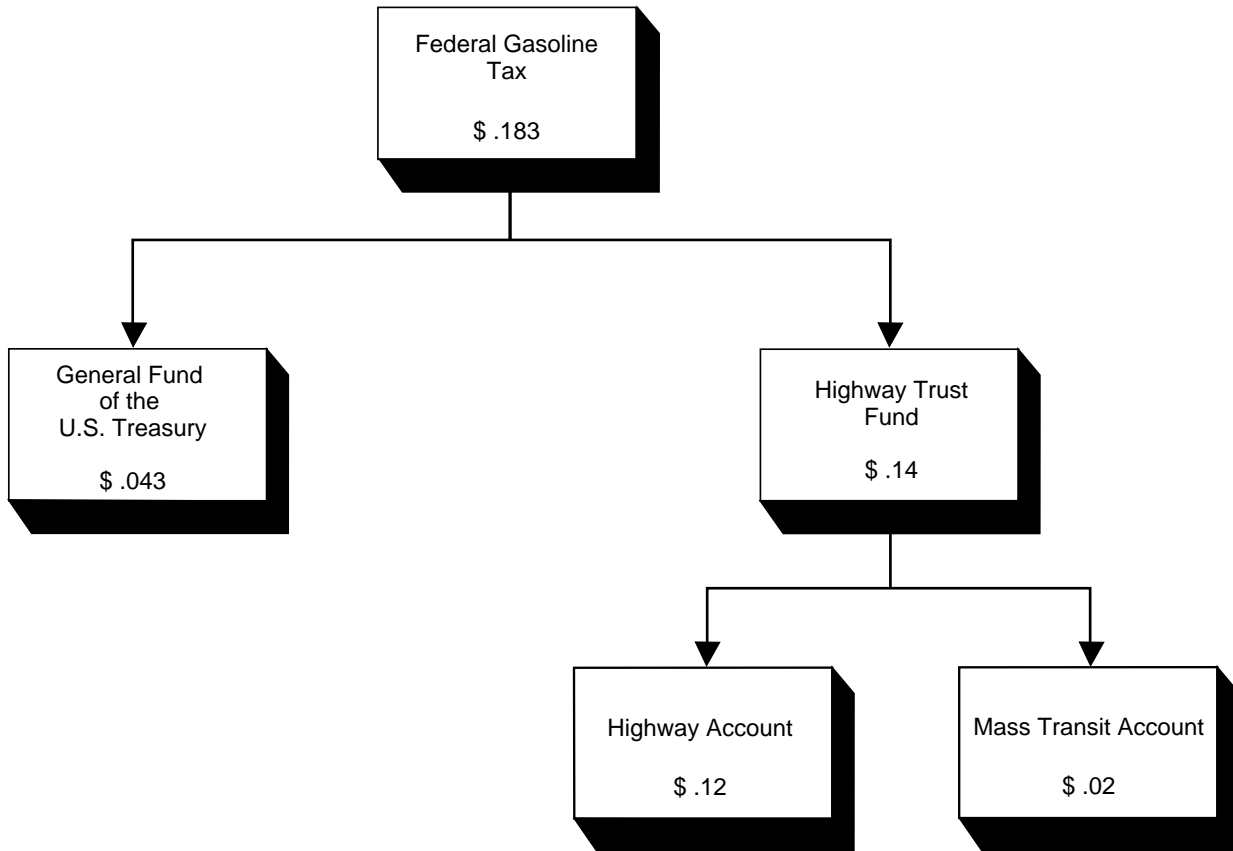 Federal Gasoline
Tax
$ .183
General Fund
of the
U.S. Treasury
$ .043
Highway Trust
Fund
$ .14
Highway Account
$ .12
Mass Transit Account
$ .02